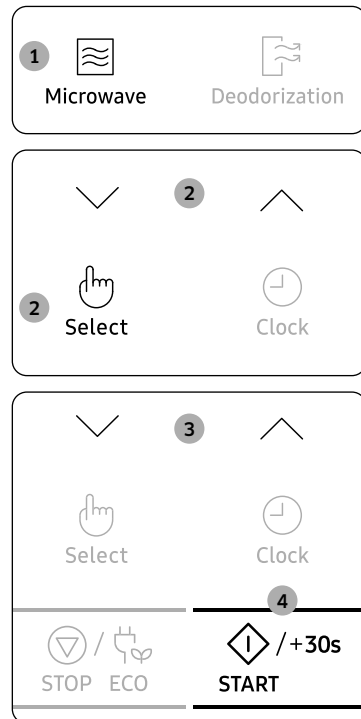 1
Microwave Deodorization
2
2
Select Clock
3
Select Clock
4
/ /+30s
STOP ECO START